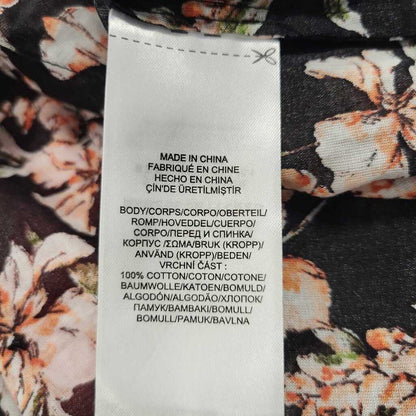 MADE IN CHINA
FABRIQUÉ EN CHINE
HECHO EN CHINA
ÇİN'DE ÜRETİLMİŞTİR
BODY/CORPS/CORPO/OBERTEIL/
ROMP/HOVEDDEL/CUERPO/
CORPO/ПЕРЕД И СПИНКА/
КОРПУС /ΣΩΜΑ/BRUK (KROPP)/
ANVÄND (KROPP)/BEDEN/
VRCHNÍ ČÁST :
100% COTTON/COTON/COTONE/
BAUMWOLLE/KATOEN/BOMULD/
ALGODÓN/ALGODÃO/ХЛОПОК/
ПАМУК/BAMBAKI/BOMULL/
BOMULL/PAMUK/BAVLNA